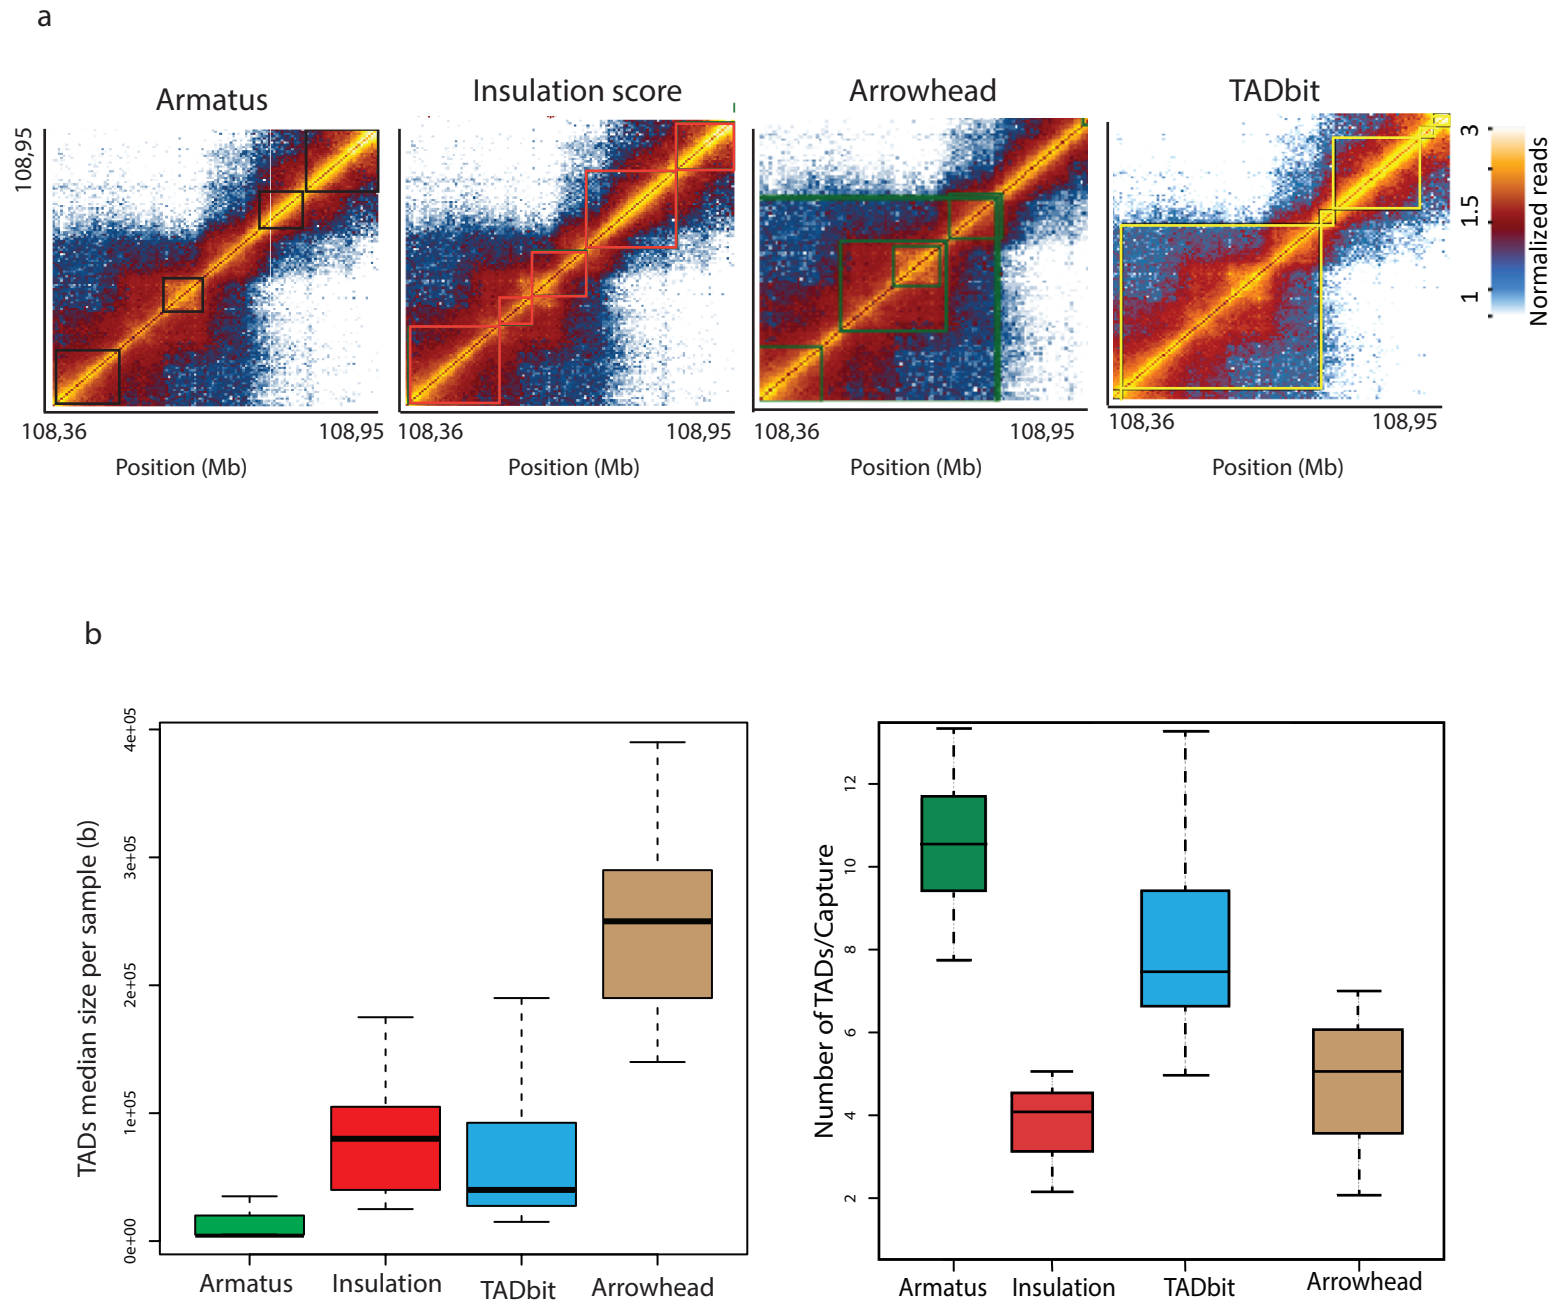 a
Armatus
Insulation score
Arrowhead
TADbit
108,95
3
1.5
1
Normalized reads
108,36
108,95
108,36
108,95
108,36
108,95
108,36
108,95
Position (Mb)
Position (Mb)
Position (Mb)
Position (Mb)
b
TADs median size per sample (b)
4e+05
3e+05
2e+05
1e+05
0e+00
Armatus
Insulation
TADbit
Arrowhead
Number of TADs/Capture
12
10
8
6
4
2
Armatus
Insulation
TADbit
Arrowhead